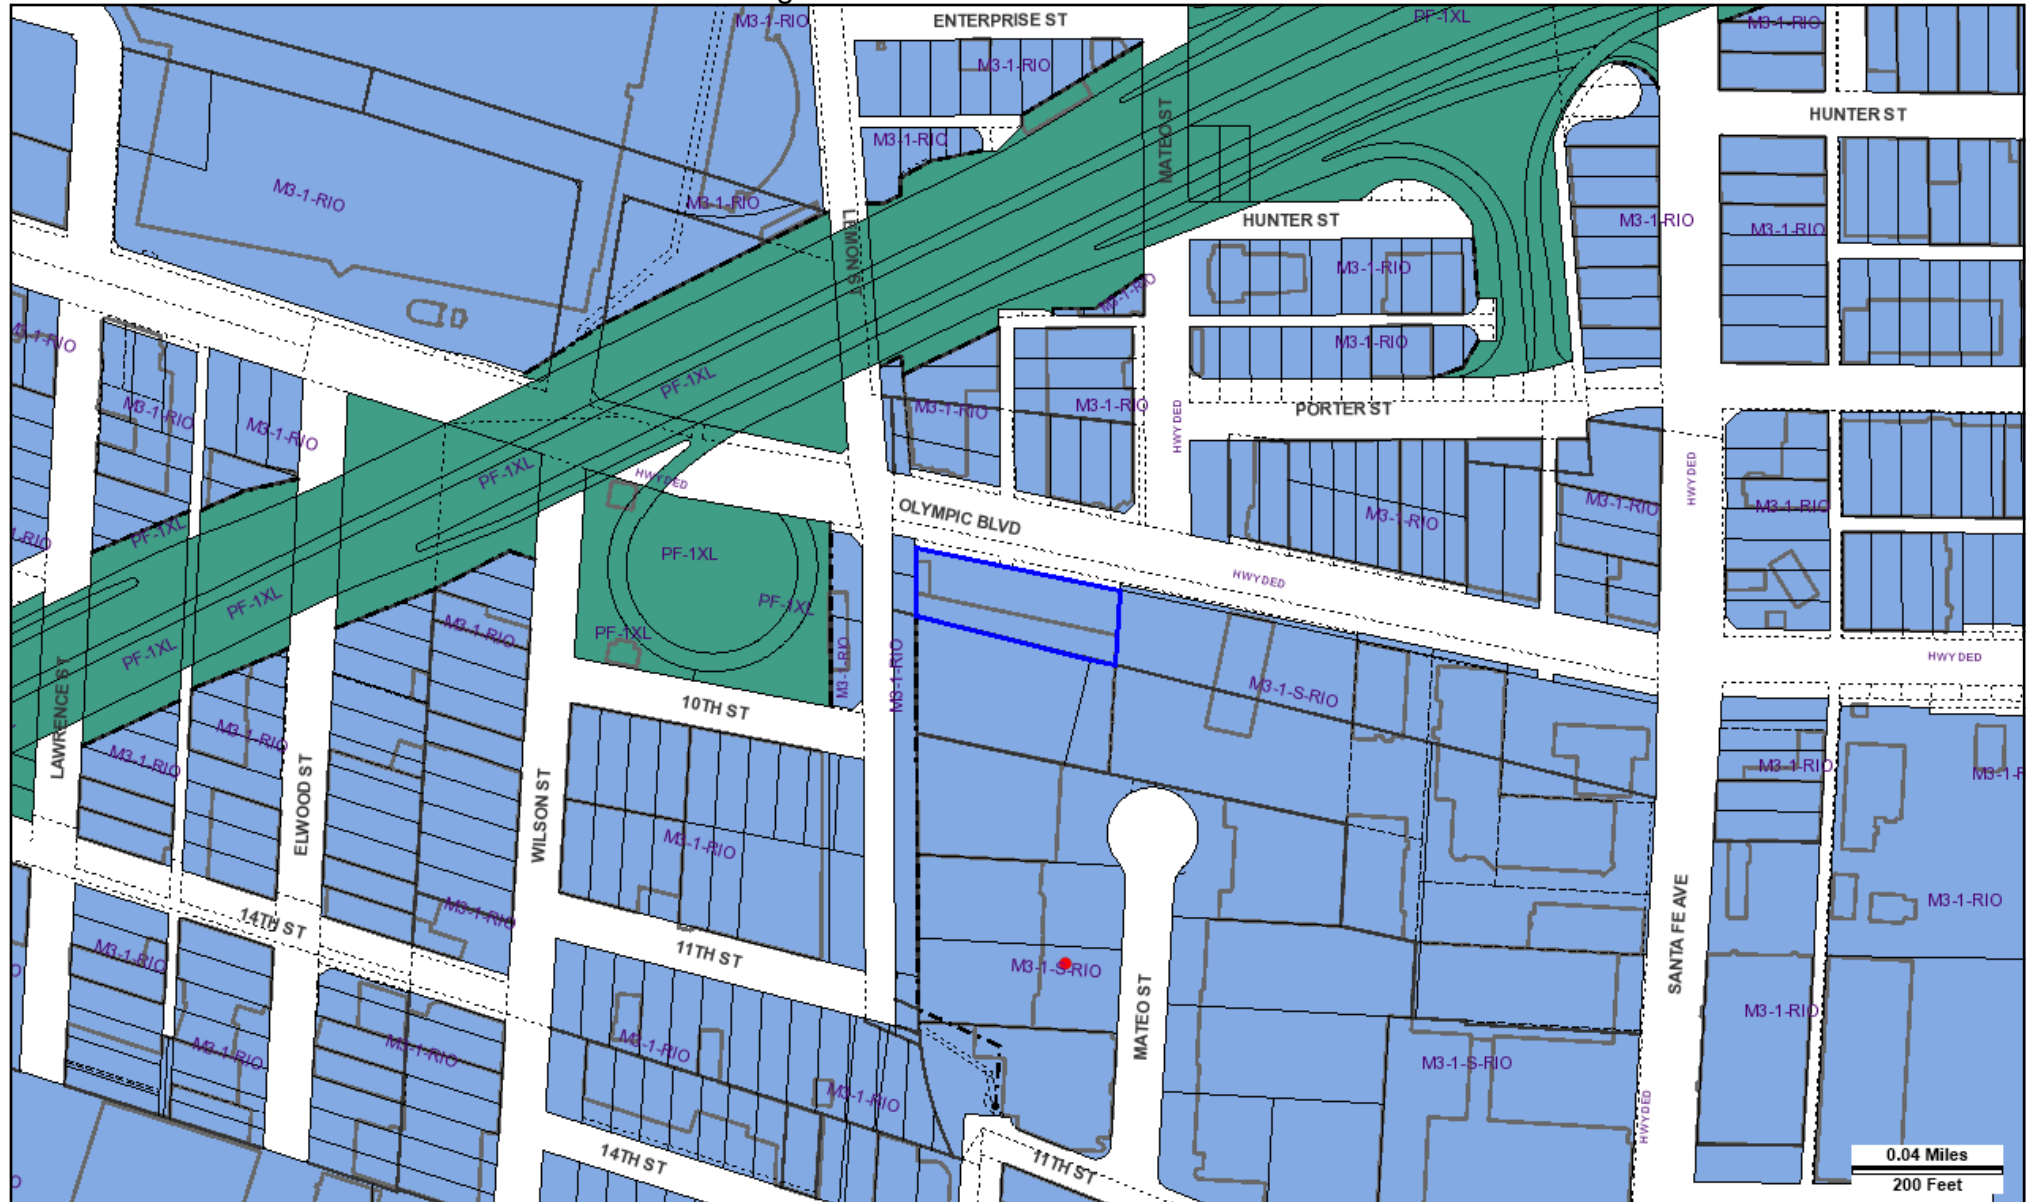 M3-1-RIO
ENTERPRISE ST
PF-1XL
M3-1-RIO
M3-1-RIO
HUNTER ST
M3-1-RIO
MATEO ST
M3-1-RIO
M3-1-RIO
LEMON ST
HUNTER ST
M3-1-RIO
M3-1-RIO
M3-1-RIO
M3-1-RIO
M3-1-RIO
M3-1-RIO
PF-1XL
M3-1-RIO
M3-1-RIO
M3-1-RIO
M3-1-RIO
PORTER ST
HWY DED
M3-1-RIO
PF-1XL
HWY DED
HWY DED
OLYMPIC BLVD
M3-1-RIO
M3-1-RIO
M3-1-RIO
PF-1XL
PF-1XL
HWY DED
PF-1XL
PF-1XL
PF-1XL
M3-1-RIO
PF-1XL
M3-1-RIO
M3-1-RIO
HWY DED
LAWRENCE ST
M3-1-S-RIO
10TH ST
M3-1-RIO
M3-1-RIO
M3-1-RIO
ELWOOD ST
WILSON ST
M3-1-RIO
M3-1-RIO
14TH ST
11TH ST
M3-1-RIO
M3-1-S-RIO
SANTA FE AVE
M3-1-RIO
MATEO ST
M3-1-RIO
M3-1-RIO
M3-1-RIO
M3-1-RIO
M3-1-RIO
M3-1-S-RIO
HWY DED
14TH ST
11TH ST
0.04 Miles
200 Feet